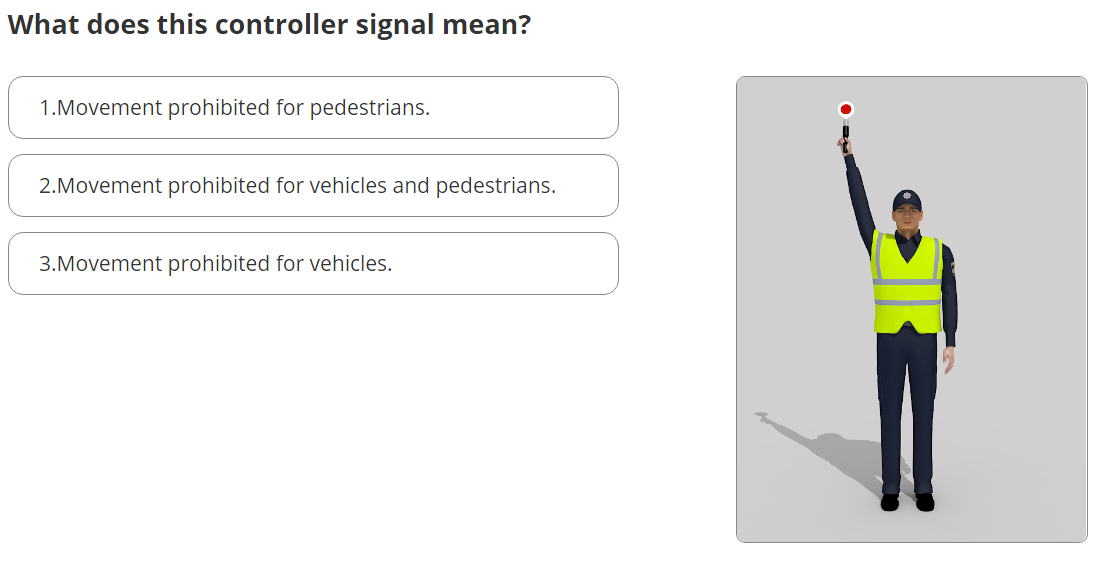 What does this controller signal mean?
1.Movement prohibited for pedestrians.
2.Movement prohibited for vehicles and pedestrians.
3.Movement prohibited for vehicles.